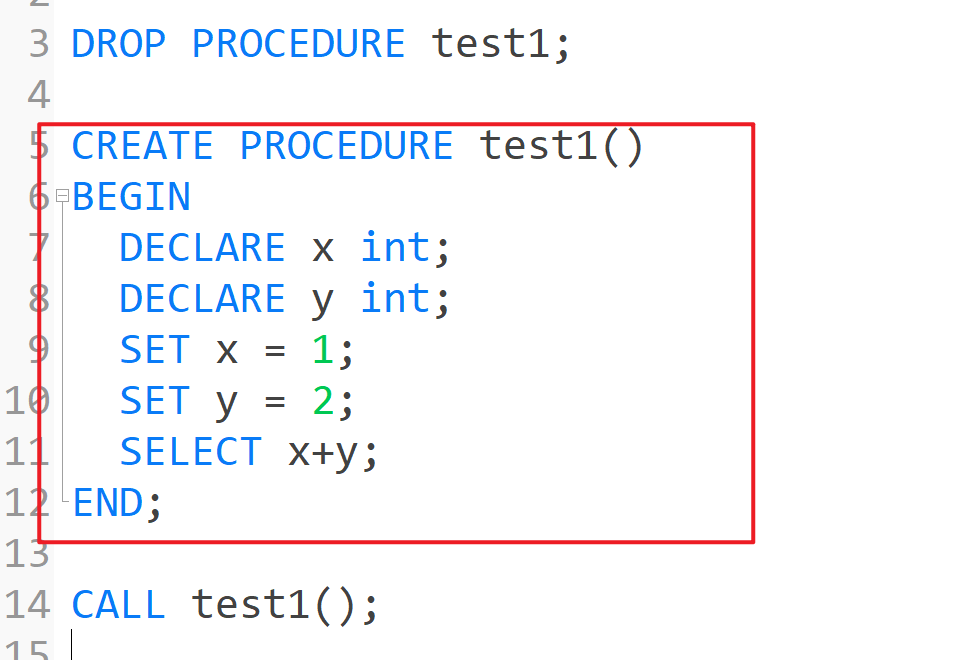 3 DROP PROCEDURE test1;
4
5 CREATE PROCEDURE test1()
6 BEGIN
7 DECLARE x int;
8 DECLARE y int;
9 SET x = 1;
10 SET y = 2;
11 SELECT x+y;
12 END;
13
14 CALL test1();
15